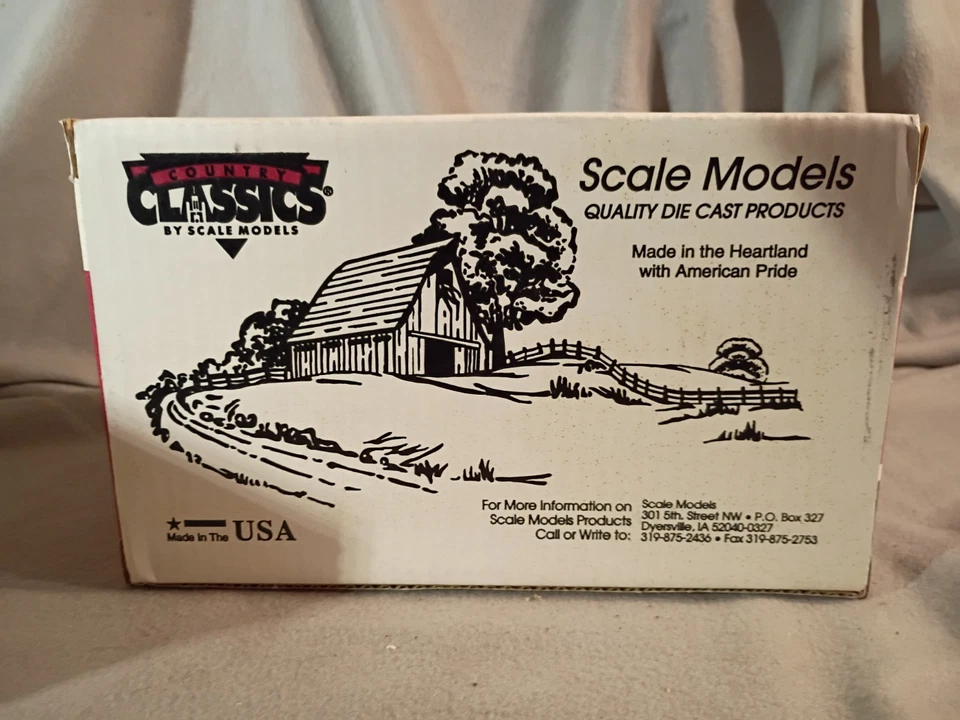 COUNTRY
CLASSICS®
BY SCALE MODELS
Scale Models
QUALITY DIE CAST PRODUCTS
Made in the Heartland
with American Pride
Made In The USA
For More Information on
Scale Models Products
Call or Write to:
Scale Models
301 5th. Street NW • P.O. Box 327
Dyersville, IA 52040-0327
319-875-2436 • Fax 319-875-2753